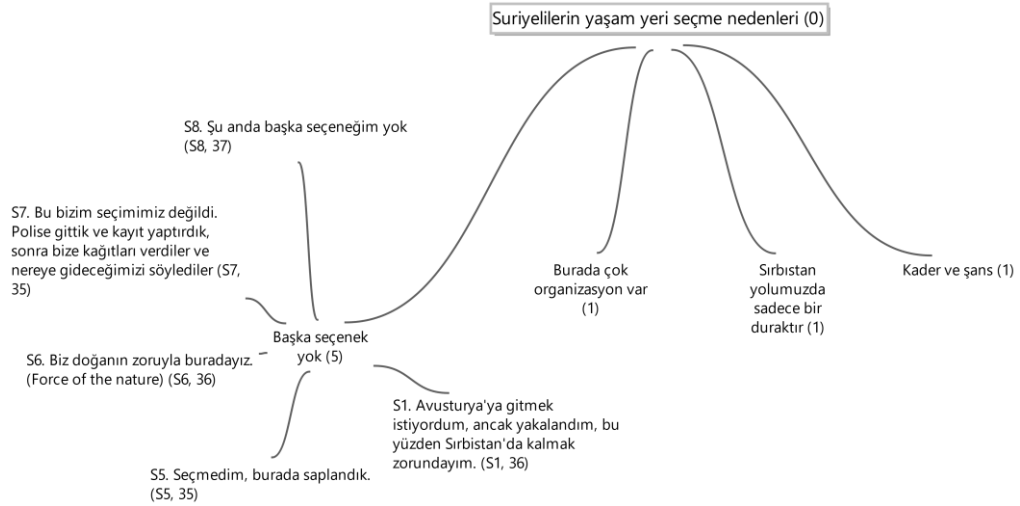 Suriyelilerin yaşam yeri seçme nedenleri (0)
S8. Şu anda başka seçeneğim yok
(S8, 37)
S7. Bu bizim seçimimiz değildi.
Polise gittik ve kayıt yaptırdık,
sonra bize kağıtları verdiler ve
nereye gideceğimizi söylediler (S7,
35)
Burada çok
organizasyon var
(1)
Sırbıstan
yolumuzda
sadece bir
duraktır (1)
Kader ve şans (1)
Başka seçenek
yok (5)
S6. Biz doğanın zoruyla buradayız.
(Force of the nature) (S6, 36)
S1. Avusturya'ya gitmek
istiyordum, ancak yakalandım, bu
yüzden Sırbistan'da kalmak
zorundayım. (S1, 36)
S5. Seçmedim, burada saplandık.
(S5, 35)